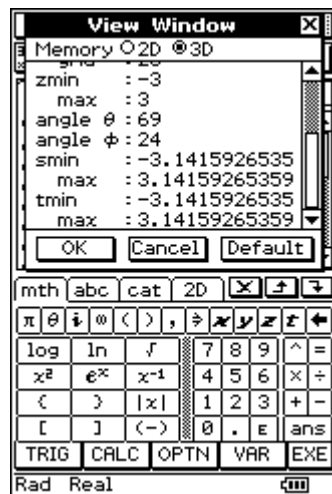 View Window
Memory 2D 3D
zmin :-3
max :3
angle θ:69
angle ϕ:24
smin :-3.1415926535
max :3.14159265359
tmin :-3.1415926535
max :3.14159265359
OK Cancel Default
mth abc cat 2D
π θ i ∞ ( ) , ⇒ x y z t ←
log ln √ 7 8 9 ^ =
x² eˣ x⁻¹ 4 5 6 × ÷
( ) |x| 1 2 3 + −
[ ] (−) 0 . E ans
TRIG CALC OPTN VAR EXE
Rad Real